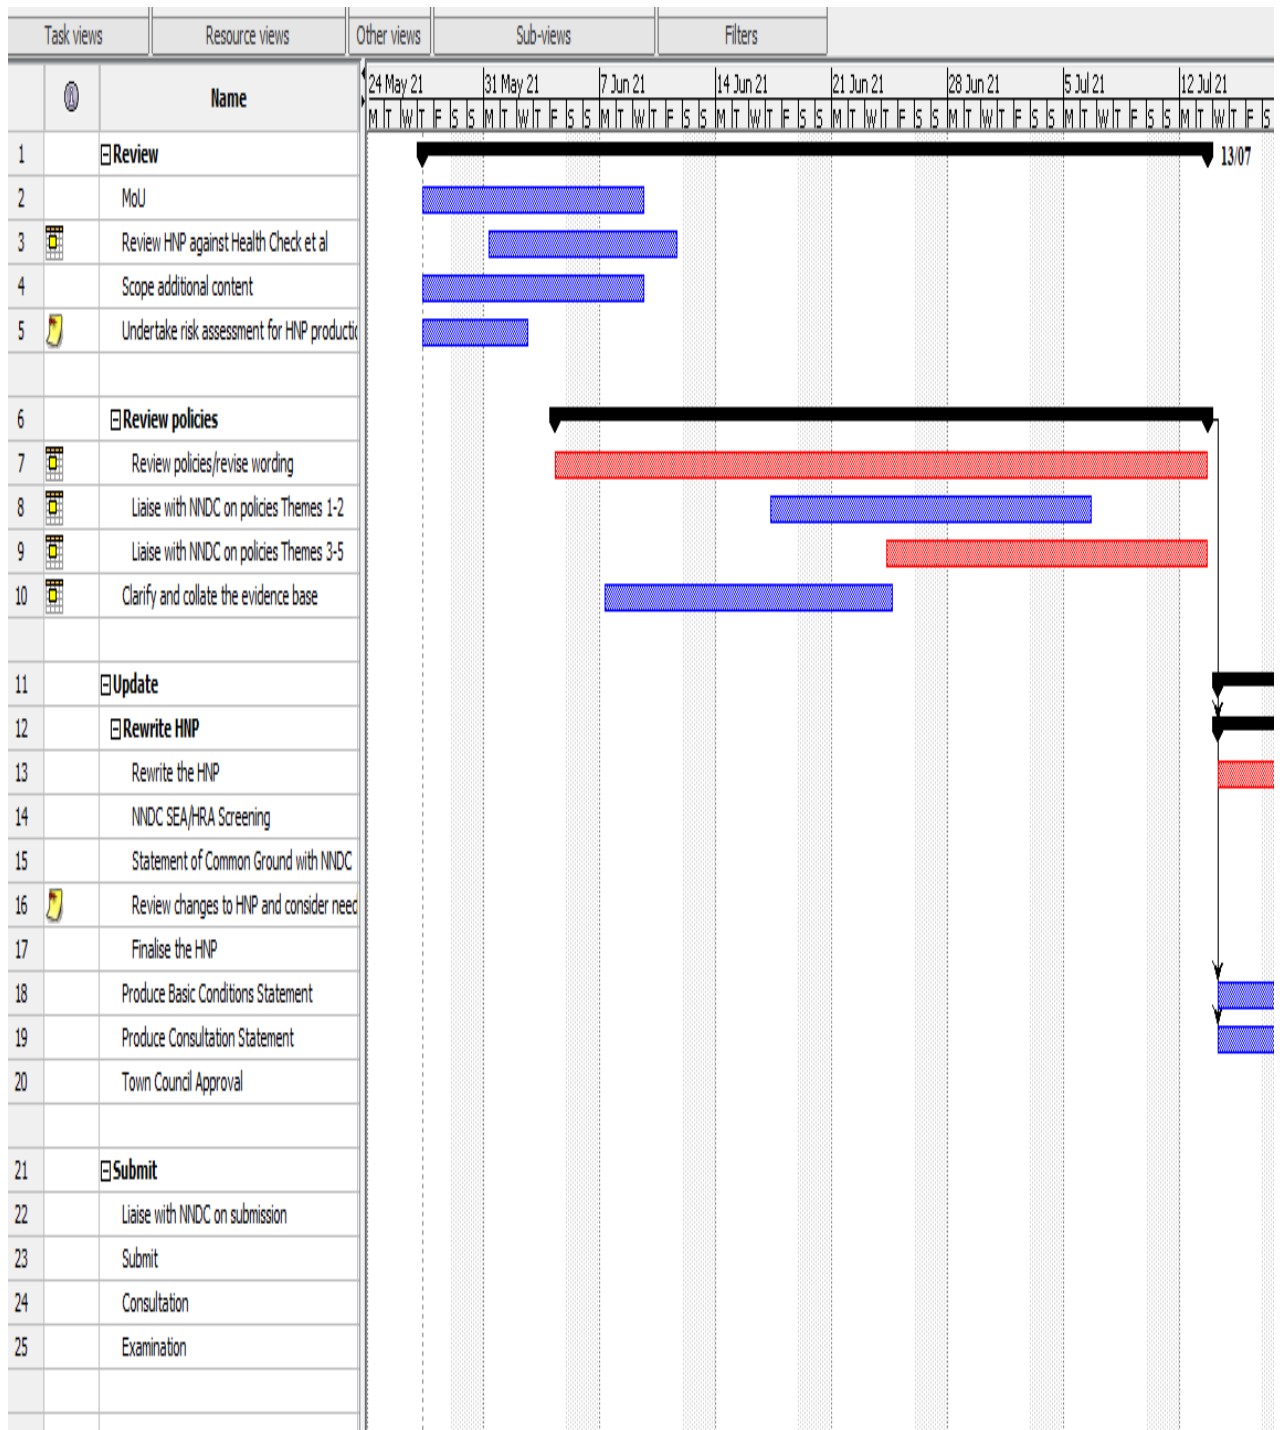 Task views Resource views Other views Sub-views Filters
Name
24 May 21 31 May 21 7 Jun 21 14 Jun 21 21 Jun 21 28 Jun 21 5 Jul 21 12 Jul 21
M T W T F S S M T W T F S S M T W T F S S M T W T F S S M T W T F S S M T W T F S S M T W T F S S M T W T F S
1 Review 13/07
2 MoU
3 Review HNP against Health Check et al
4 Scope additional content
5 Undertake risk assessment for HNP productio
6 Review policies
7 Review policies/revise wording
8 Liaise with NNDC on policies Themes 1-2
9 Liaise with NNDC on policies Themes 3-5
10 Clarify and collate the evidence base
11 Update
12 Rewrite HNP
13 Rewrite the HNP
14 NNDC SEA/HRA Screening
15 Statement of Common Ground with NNDC
16 Review changes to HNP and consider need
17 Finalise the HNP
18 Produce Basic Conditions Statement
19 Produce Consultation Statement
20 Town Council Approval
21 Submit
22 Liaise with NNDC on submission
23 Submit
24 Consultation
25 Examination